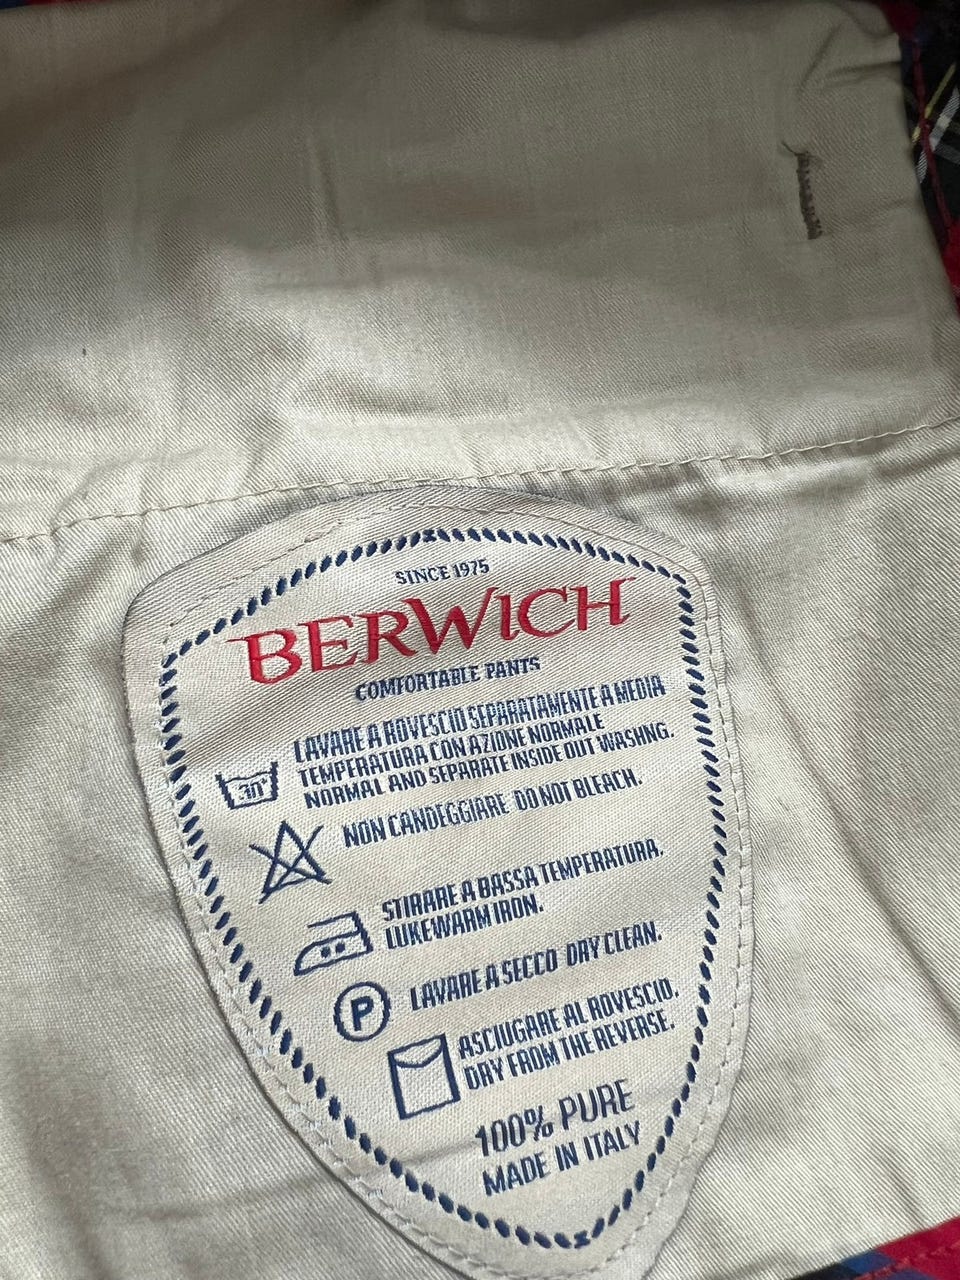 SINCE 1975
BERWICH
COMFORTABLE PANTS
LAVARE A ROVESCIO SEPARATAMENTE A MEDIA
TEMPERATURA CON AZIONE NORMALE
NORMAL AND SEPARATE INSIDE OUT WASHNG.
30°
NON CANDEGGIARE DO NOT BLEACH.
STIRARE A BASSA TEMPERATURA.
LUKEWARM IRON.
P
LAVARE A SECCO DRY CLEAN.
ASCIUGARE AL ROVESCIO.
DRY FROM THE REVERSE.
100% PURE
MADE IN ITALY